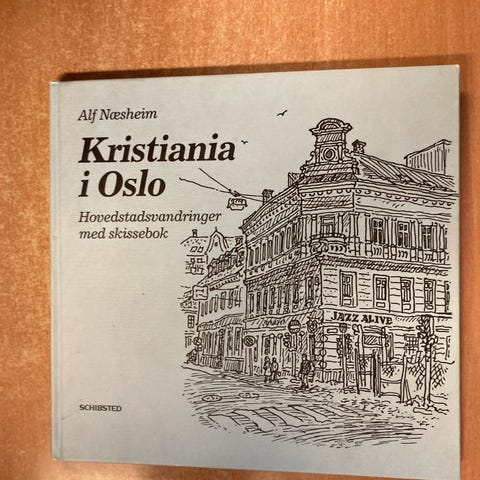 Alf Næsheim
Kristiania
i Oslo
Hovedstadsvandringer
med skissebok
JAZZ ALIVE
SCHIBSTED